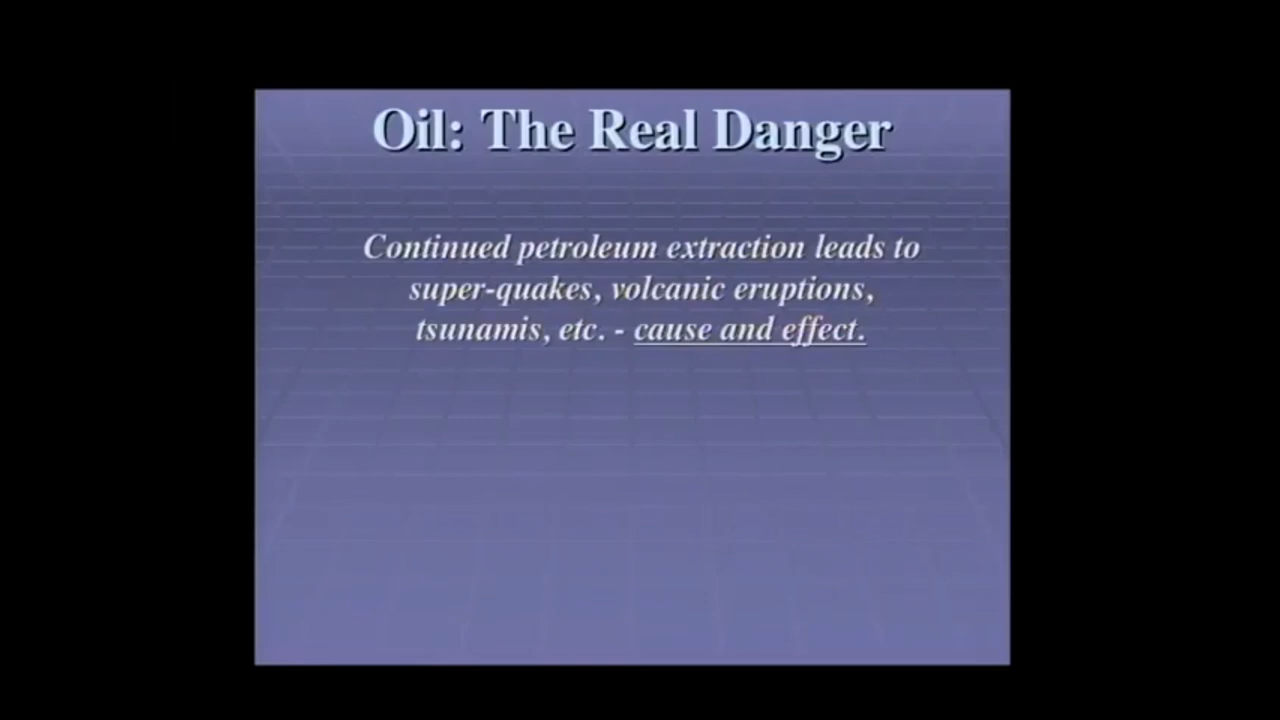 Oil: The Real Danger
Continued petroleum extraction leads to
super-quakes, volcanic eruptions,
tsunamis, etc. - cause and effect.